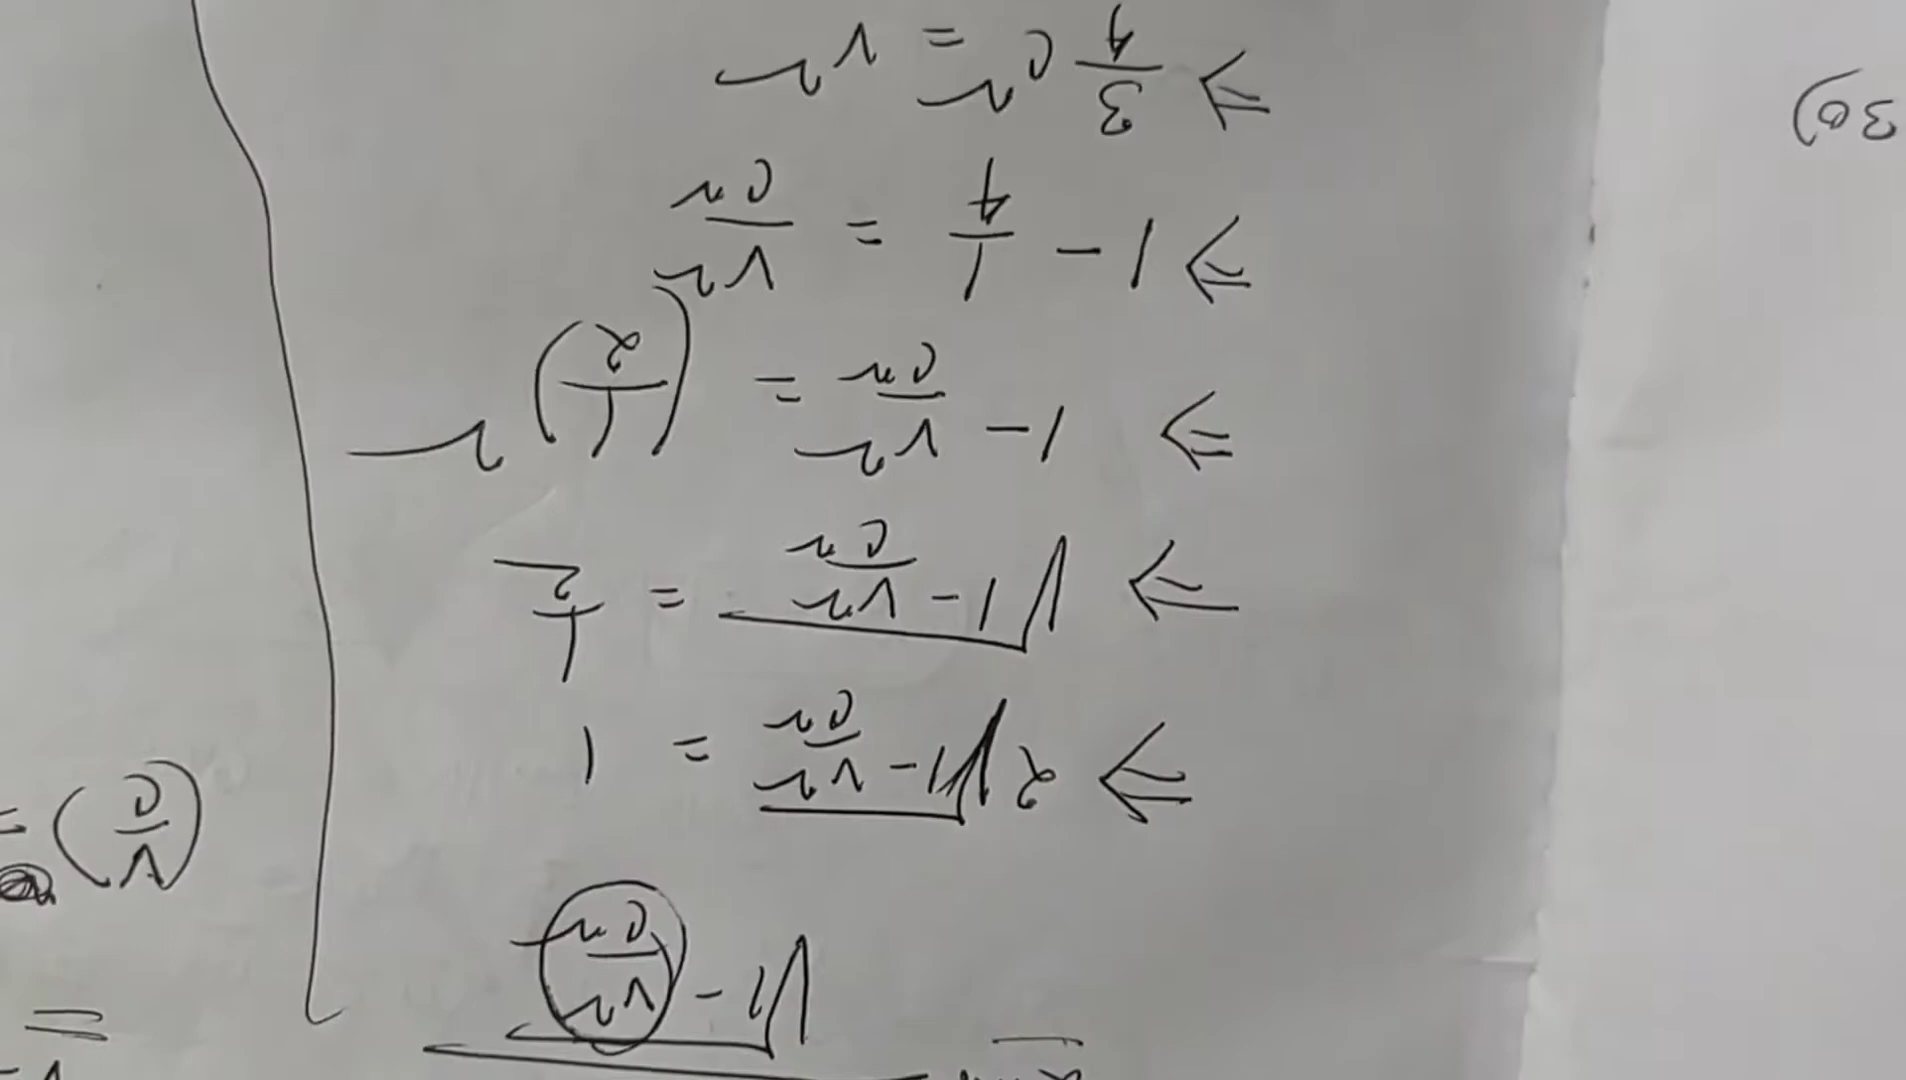 √(1 - v²/c²)
⇒ 2√(1 - v²/c²) = 1
⇒ √(1 - v²/c²) = 1/2
(v/c) =
⇒ 1 - v²/c² = (1/2)²
⇒ 1 - 1/4 = v²/c²
⇒ 3/4 c² = v²
30)